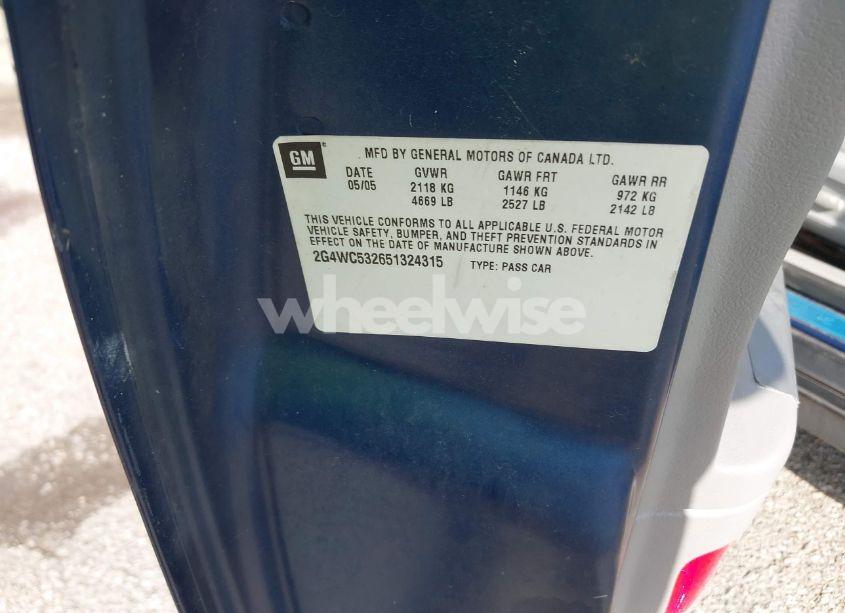 GM
MFD BY GENERAL MOTORS OF CANADA LTD.
DATE GVWR GAWR FRT GAWR RR
05/05 2118 KG 1146 KG 972 KG
4669 LB 2527 LB 2142 LB
THIS VEHICLE CONFORMS TO ALL APPLICABLE U.S. FEDERAL MOTOR
VEHICLE SAFETY, BUMPER, AND THEFT PREVENTION STANDARDS IN
EFFECT ON THE DATE OF MANUFACTURE SHOWN ABOVE.
2G4WC532651324315 TYPE: PASS CAR
wheelwise